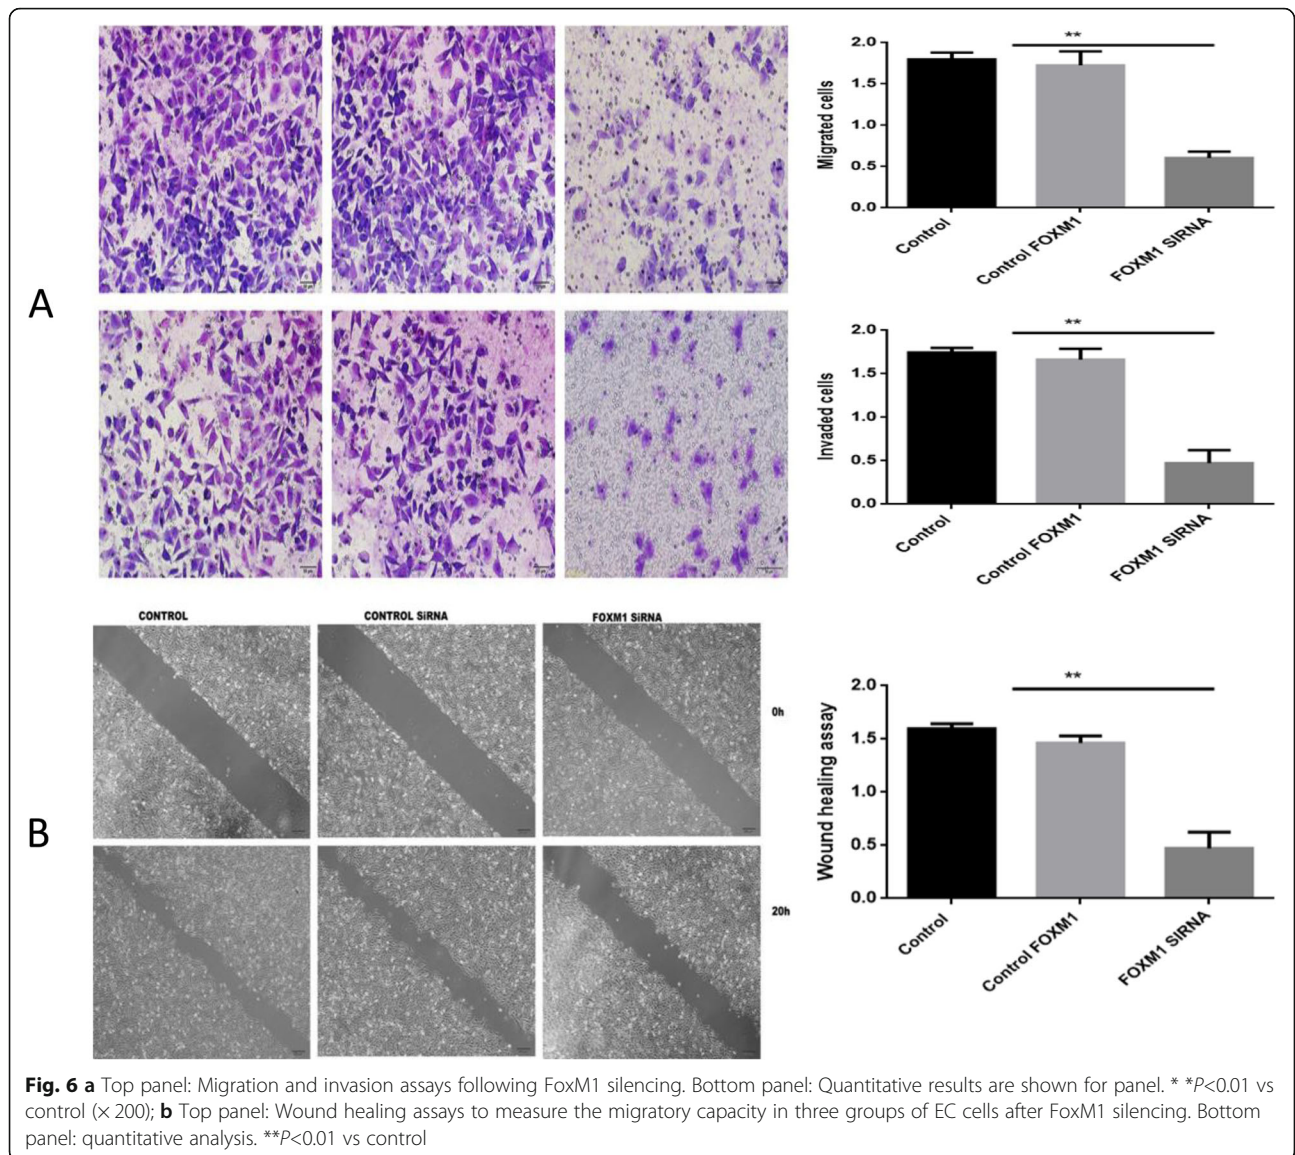 A
**
Migrated cells
2.0
1.5
1.0
0.5
0.0
Control
Control FOXM1
FOXM1 SIRNA
**
Invaded cells
2.0
1.5
1.0
0.5
0.0
Control
Control FOXM1
FOXM1 SIRNA
B
CONTROL
CONTROL SiRNA
FOXM1 SiRNA
0h
20h
**
Wound healing assay
2.0
1.5
1.0
0.5
0.0
Control
Control FOXM1
FOXM1 SIRNA
Fig. 6 a Top panel: Migration and invasion assays following FoxM1 silencing. Bottom panel: Quantitative results are shown for panel. * *P<0.01 vs
control (× 200); b Top panel: Wound healing assays to measure the migratory capacity in three groups of EC cells after FoxM1 silencing. Bottom
panel: quantitative analysis. **P<0.01 vs control